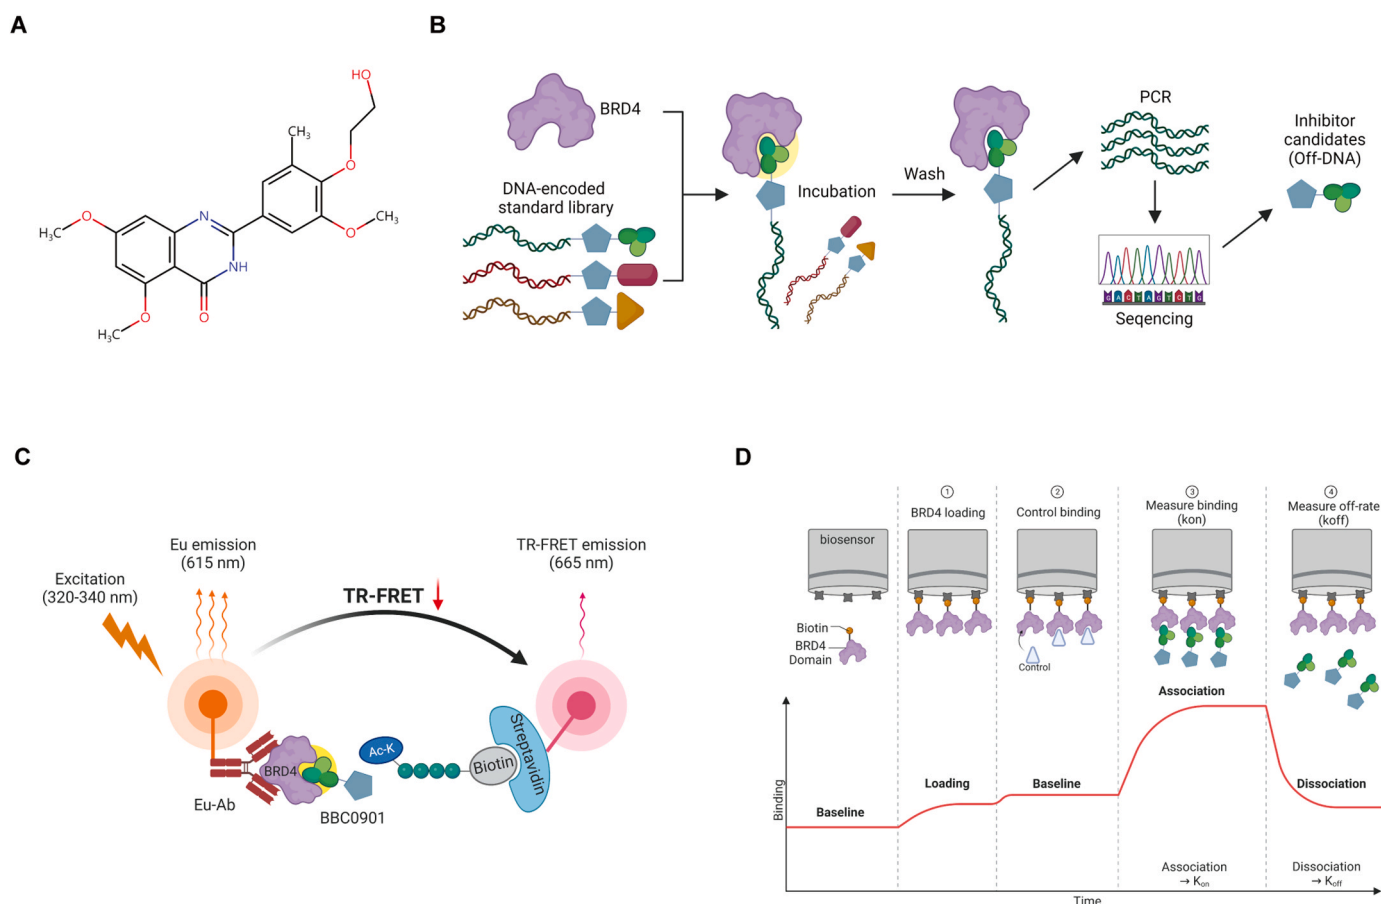 A
HO
CH₃
O
H₃C
O
N
O
CH₃
NH
O
H₃C
O
B
BRD4
DNA-encoded
standard library
Incubation
Wash
PCR
GACTAGTCTG
Seqencing
Inhibitor
candidates
(Off-DNA)
C
Eu emission
(615 nm)
TR-FRET emission
(665 nm)
Excitation
(320-340 nm)
TR-FRET
BRD4
Ac-K
Biotin
Streptavidin
Eu-Ab
BBC0901
D
1
BRD4 loading
2
Control binding
3
Measure binding
(kon)
4
Measure off-rate
(koff)
biosensor
Biotin
BRD4
Domain
Control
Association
Loading
Baseline
Dissociation
Baseline
Binding
Association
→ Kon
Dissociation
→ Koff
Time